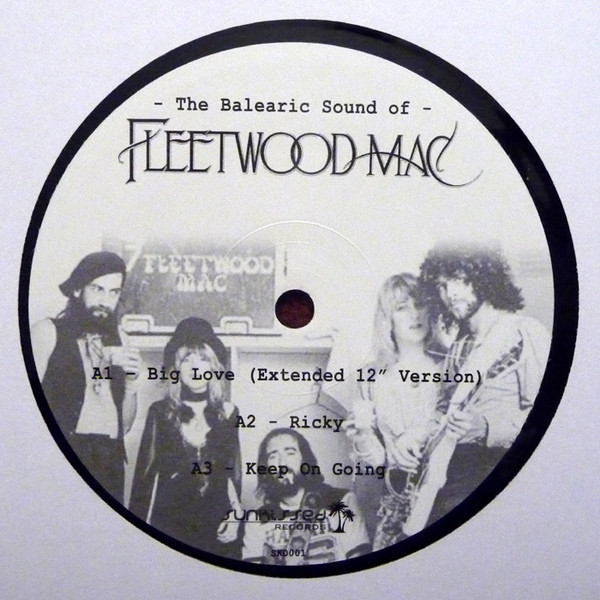 - The Balearic Sound of -
FLEETWOOD MAC
FLEETWOOD
MAC
A1 - Big Love (Extended 12" Version)
A2 - Ricky
A3 - Keep On Going
sunkissed
RECORDS